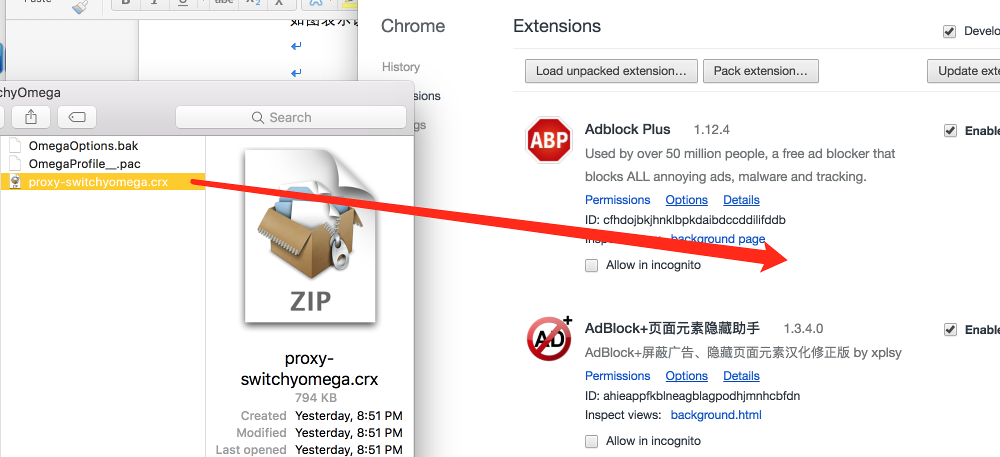 Paste
B I U abc X2 X
A
如图表示
Chrome
Extensions
Develo
History
Load unpacked extension...
Pack extension...
Update exte
chyOmega
sions
Search
gs
OmegaOptions.bak
OmegaProfile__.pac
proxy-switchyomega.crx
ZIP
ZIP
proxy-
switchyomega.crx
794 KB
Created Yesterday, 8:51 PM
Modified Yesterday, 8:51 PM
Last opened Yesterday, 8:51 PM
ABP
Adblock Plus 1.12.4
Enable
Used by over 50 million people, a free ad blocker that
blocks ALL annoying ads, malware and tracking.
Permissions Options Details
ID: cfhdojbkjhnklbpkdaibdccddilifddb
background page
Allow in incognito
AD+
AdBlock+页面元素隐藏助手 1.3.4.0
Enable
AdBlock+屏蔽广告、隐藏页面元素汉化修正版 by xplsy
Permissions Options Details
ID: ahieappfkblneagblagpodhjmnhcbfdn
Inspect views: background.html
Allow in incognito